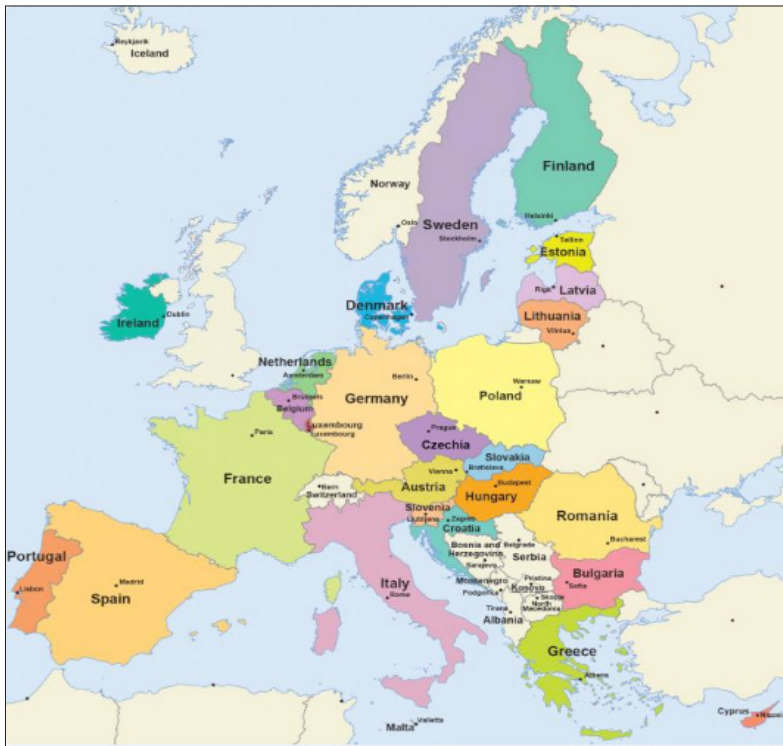 Reykjavik
Iceland
Finland
Norway
Helsinki
Oslo
Sweden
Stockholm
Tallinn
Estonia
Riga
Latvia
Denmark
Copenhagen
Lithuania
Vilnius
Dublin
Ireland
Netherlands
Amsterdam
Berlin
Warsaw
Poland
Brussels
Belgium
Germany
Luxembourg
Luxembourg
Prague
Czechia
Paris
France
Slovakia
Bratislava
Vienna
Austria
Budapest
Hungary
Bern
Switzerland
Slovenia
Ljubljana
Zagreb
Croatia
Romania
Bucharest
Bosnia and
Herzegovina
Sarajevo
Belgrade
Serbia
Portugal
Lisbon
Madrid
Spain
Italy
Rome
Montenegro
Podgorica
Pristina
Kosovo
Bulgaria
Sofia
Skopje
North
Macedonia
Tirana
Albania
Greece
Athens
Malta
Valletta
Cyprus
Nicosia